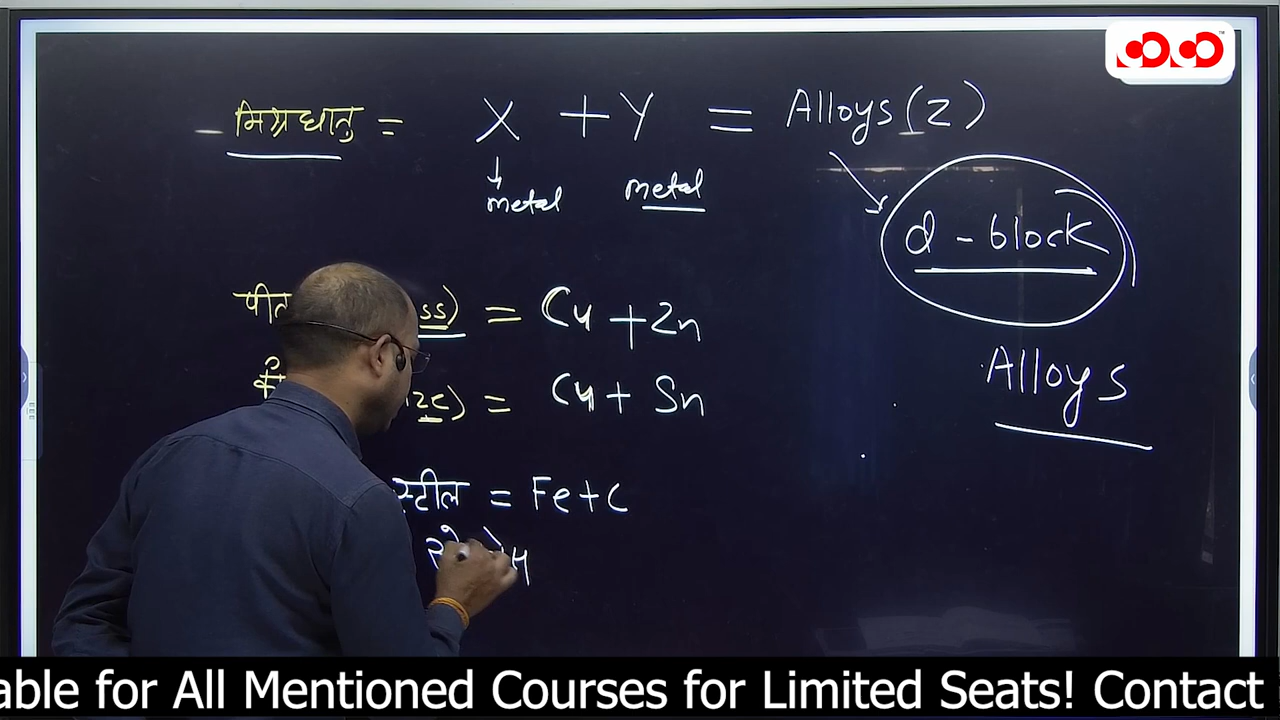 मिश्रधातु = X + Y = Alloys(z)
↓
metal metal
d - block
पीत ss) = Cu + Zn
nze) = Cu + Sn
Alloys
स्टील = Fe + C
able for All Mentioned Courses for Limited Seats! Contact